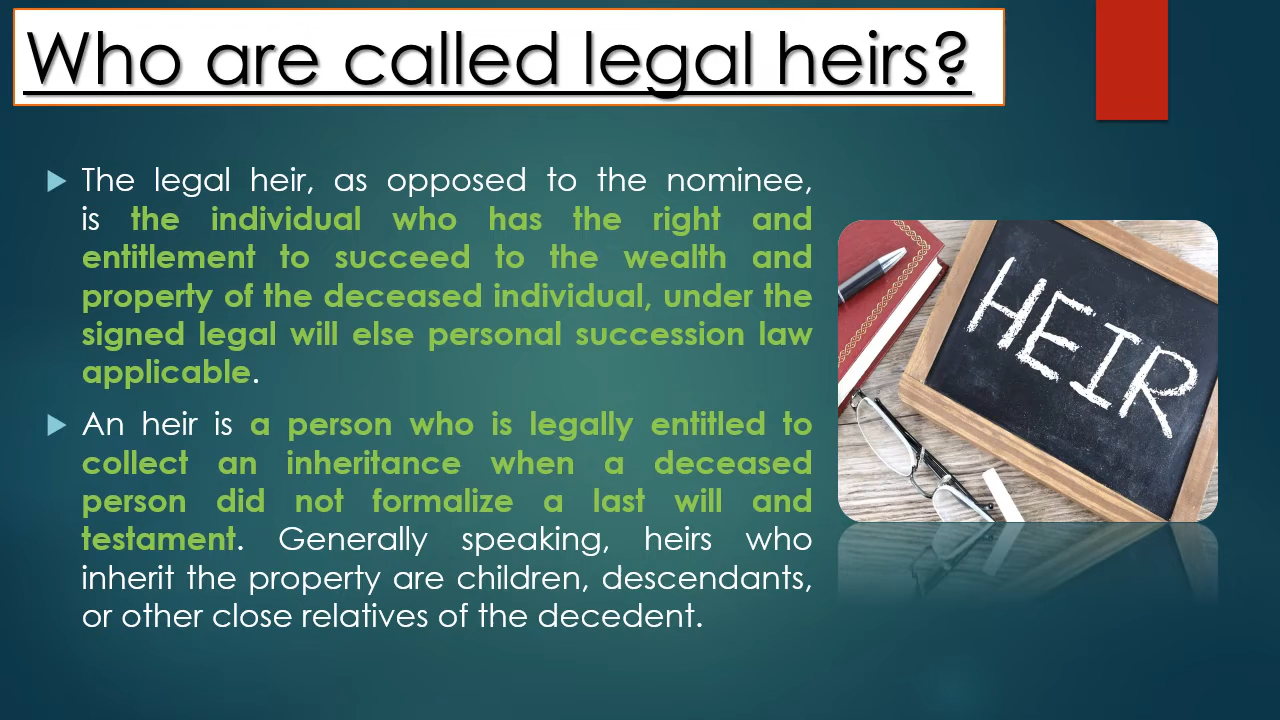 Who are called legal heirs?
The legal heir, as opposed to the nominee,
is the individual who has the right and
entitlement to succeed to the wealth and
property of the deceased individual, under the
signed legal will else personal succession law
applicable.
An heir is a person who is legally entitled to
collect an inheritance when a deceased
person did not formalize a last will and
testament. Generally speaking, heirs who
inherit the property are children, descendants,
or other close relatives of the decedent.
HEIR